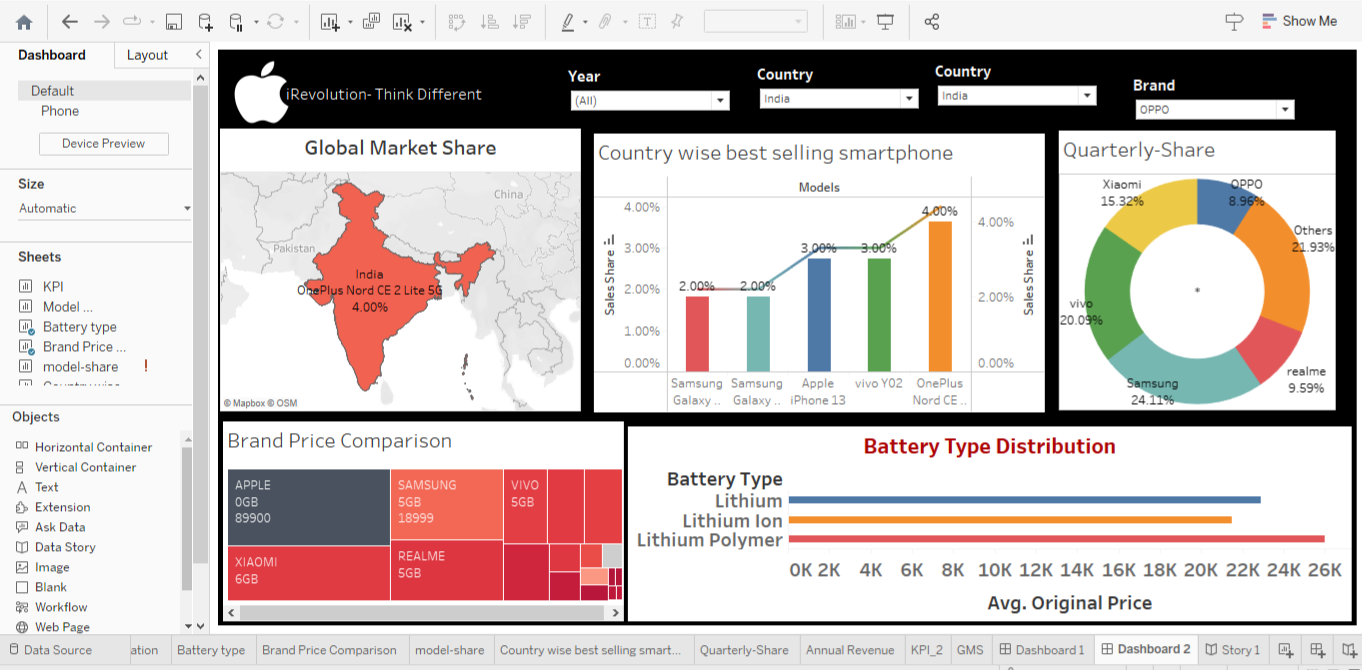 Show Me
Dashboard
Layout
Default
Phone
Device Preview
Size
Automatic
Sheets
KPI
Model ...
Battery type
Brand Price ...
model-share
!
Objects
Horizontal Container
Vertical Container
Text
Extension
Ask Data
Data Story
Image
Blank
Workflow
Web Page
iRevolution- Think Different
Year
(All)
Country
India
Country
India
Brand
OPPO
Global Market Share
China
Pakistan
India
OnePlus Nord CE 2 Lite 5G
4.00%
© Mapbox © OSM
Country wise best selling smartphone
Models
Sales Share
4.00%
3.00%
2.00%
1.00%
0.00%
2.00%
2.00%
3.00%
3.00%
4.00%
4.00%
2.00%
0.00%
Sales Share
Samsung
Galaxy ..
Samsung
Galaxy ..
Apple
iPhone 13
vivo Y02
OnePlus
Nord CE ..
Quarterly-Share
Xiaomi
15.32%
OPPO
8.96%
Others
21.93%
vivo
20.09%
Samsung
24.11%
realme
9.59%
Brand Price Comparison
APPLE
0GB
89900
SAMSUNG
5GB
18999
VIVO
5GB
XIAOMI
6GB
REALME
5GB
Battery Type Distribution
Battery Type
Lithium
Lithium Ion
Lithium Polymer
0K 2K 4K 6K 8K 10K 12K 14K 16K 18K 20K 22K 24K 26K
Avg. Original Price
Data Source
ation
Battery type
Brand Price Comparison
model-share
Country wise best selling smart...
Quarterly-Share
Annual Revenue
KPI_2
GMS
Dashboard 1
Dashboard 2
Story 1